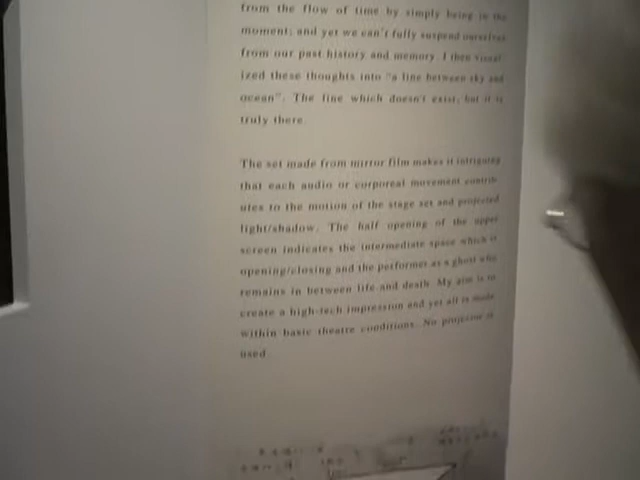 from the flow of time by simply being in the
moment; and yet we can't fully suspend ourselves
from our past history and memory. I then visual-
ized these thoughts into "a line between sky and
ocean". The line which doesn't exist, but it is
truly there.
The set made from mirror film makes it intriguing
that each audio or corporeal movement contrib-
utes to the motion of the stage set and projected
light/shadow. The half opening of the upper
screen indicates the intermediate space which is
opening/closing and the performer as a ghost who
remains in between life and death. My aim is to
create a high-tech impression and yet all is made
within basic theatre conditions. No projector is
used.